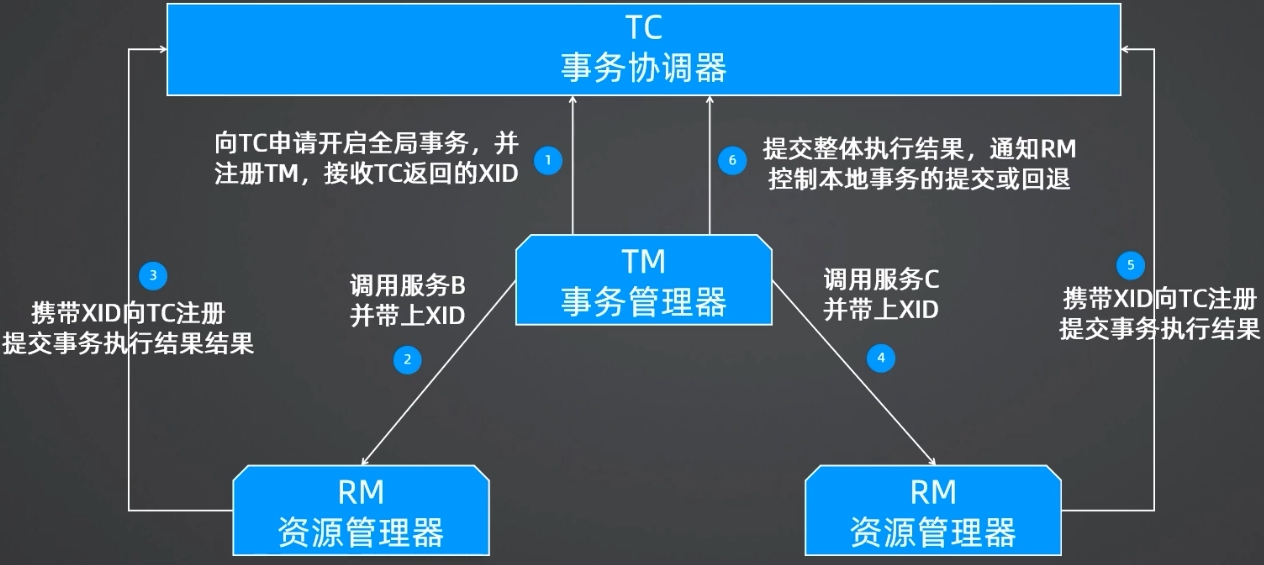 TC
事务协调器
向TC申请开启全局事务，并
注册TM，接收TC返回的XID
1
6
提交整体执行结果，通知RM
控制本地事务的提交或回退
TM
事务管理器
3
携带XID向TC注册
提交事务执行结果结果
调用服务B
并带上XID
2
调用服务C
并带上XID
4
5
携带XID向TC注册
提交事务执行结果
RM
资源管理器
RM
资源管理器